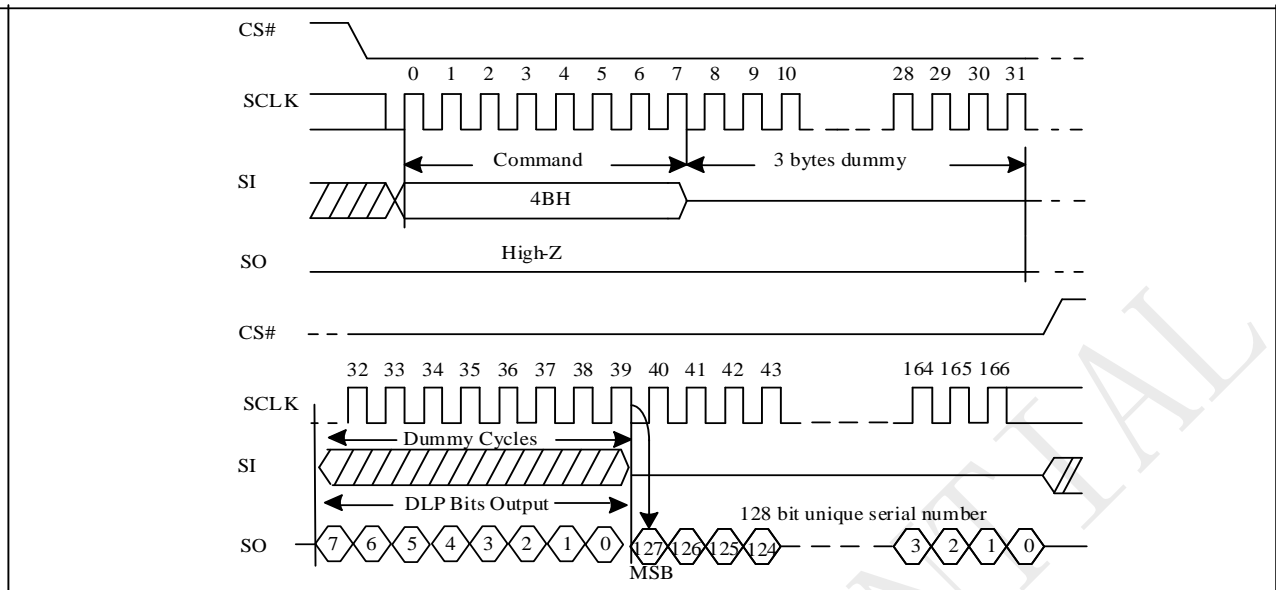 CS#
0 1 2 3 4 5 6 7 8 9 10 28 29 30 31
SCLK
Command 3 bytes dummy
SI
4BH
High-Z
SO
CS#
32 33 34 35 36 37 38 39 40 41 42 43 164 165 166
SCLK
Dummy Cycles
SI
DLP Bits Output
128 bit unique serial number
SO 7 6 5 4 3 2 1 0 127 126 125 124 3 2 1 0
MSB
NTIAL